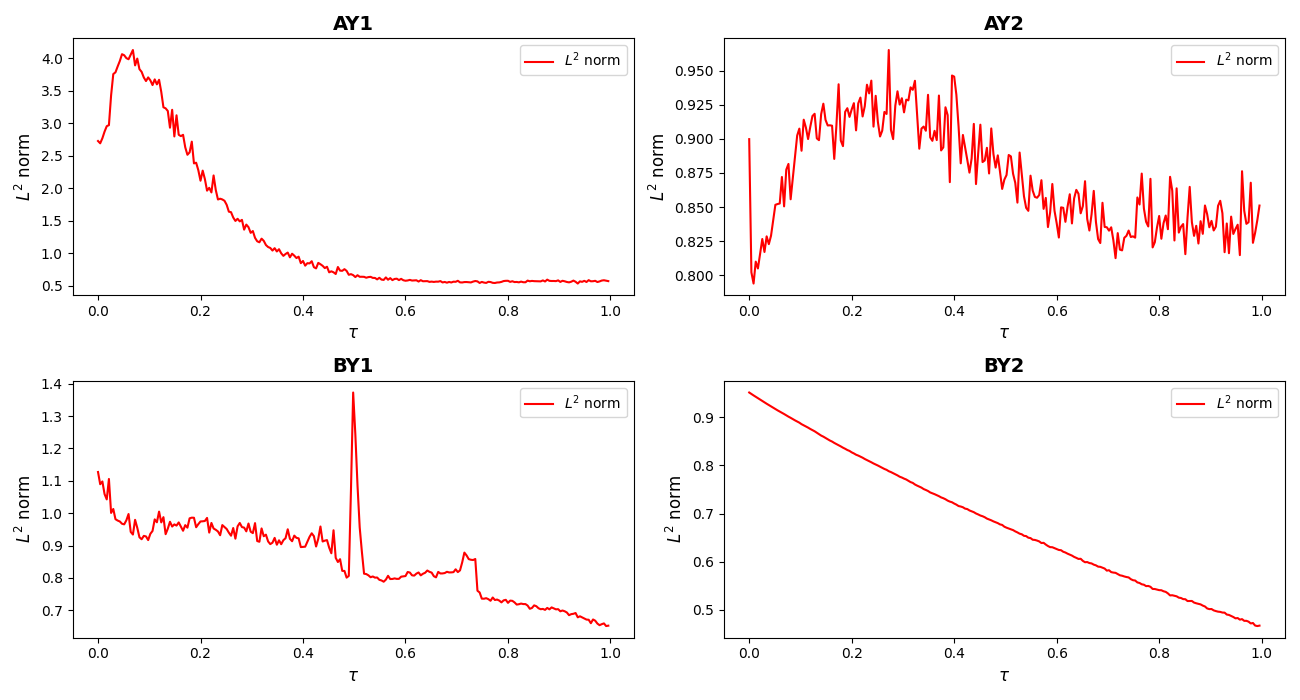 AY1
L² norm
4.0
3.5
3.0
2.5
2.0
1.5
1.0
0.5
L² norm
0.0 0.2 0.4 0.6 0.8 1.0
τ
AY2
L² norm
0.950
0.925
0.900
0.875
0.850
0.825
0.800
L² norm
0.0 0.2 0.4 0.6 0.8 1.0
τ
BY1
L² norm
1.4
1.3
1.2
1.1
1.0
0.9
0.8
0.7
L² norm
0.0 0.2 0.4 0.6 0.8 1.0
τ
BY2
L² norm
0.9
0.8
0.7
0.6
0.5
L² norm
0.0 0.2 0.4 0.6 0.8 1.0
τ